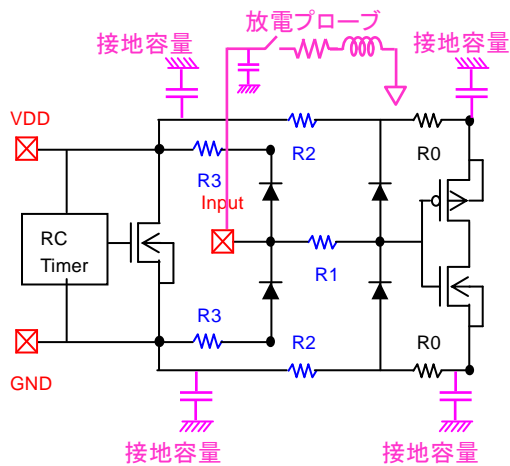 放電プローブ
接地容量
接地容量
VDD
R2
R0
R3
Input
RC
Timer
R1
R3
R2
R0
GND
接地容量
接地容量